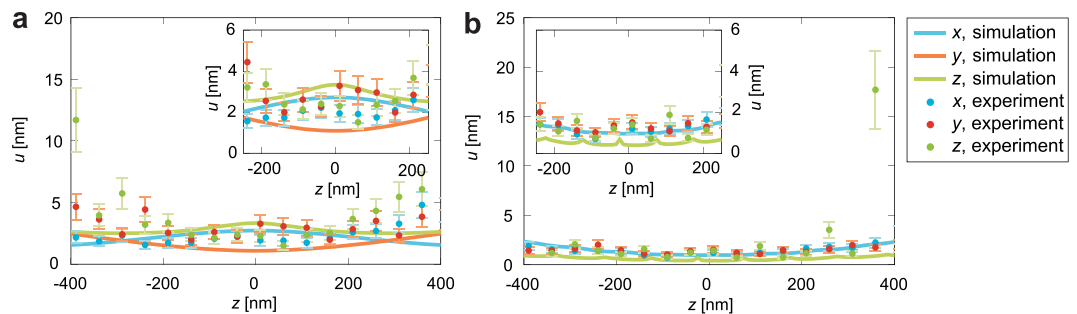 a
20
15
10
5
0
u [nm]
-400
-200
0
200
400
z [nm]
6
4
2
0
u [nm]
-200
0
200
z [nm]
b
25
20
15
10
5
0
u [nm]
-400
-200
0
200
400
z [nm]
6
4
2
0
u [nm]
-200
0
200
z [nm]
x, simulation
y, simulation
z, simulation
x, experiment
y, experiment
z, experiment